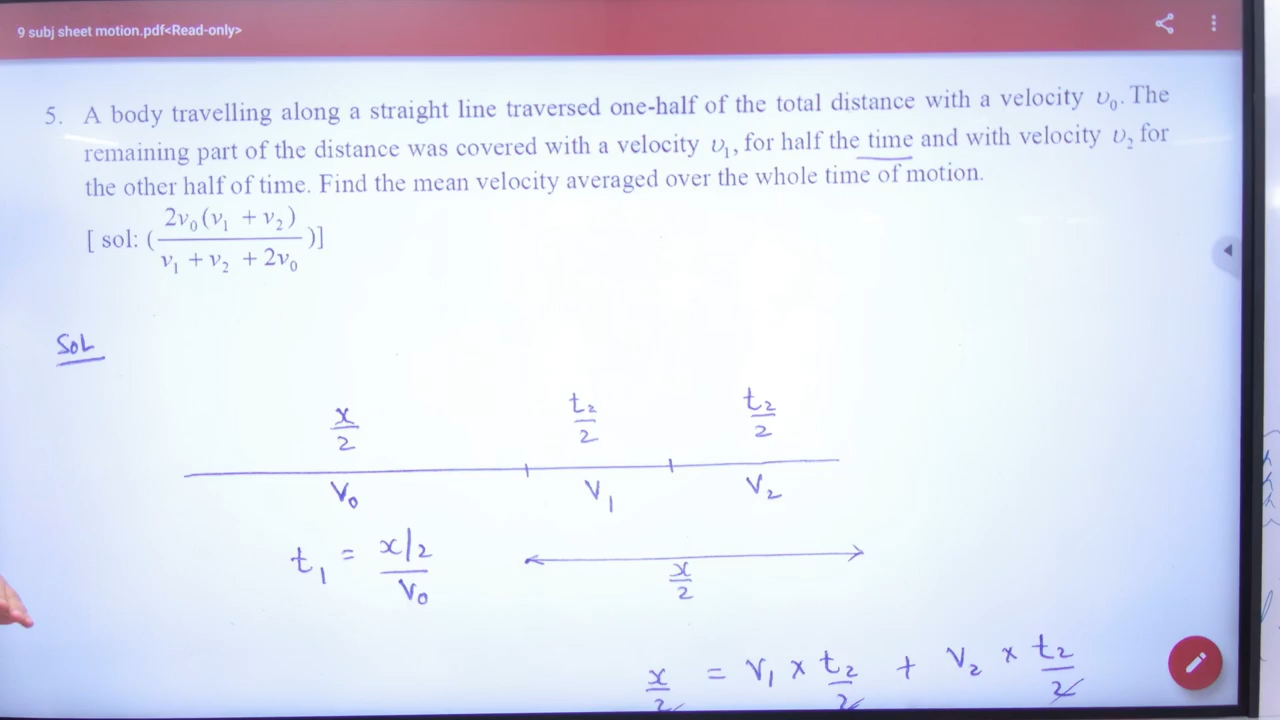 9 subj sheet motion.pdf<Read-only>
5. A body travelling along a straight line traversed one-half of the total distance with a velocity υ₀. The
remaining part of the distance was covered with a velocity υ₁, for half the time and with velocity υ₂ for
the other half of time. Find the mean velocity averaged over the whole time of motion.
[ sol: (2v₀(v₁ + v₂) / v₁ + v₂ + 2v₀)]
Sol
x/2 t₂/2 t₂/2
V₀ V₁ V₂
t₁ = x/2 / V₀
x/2
x/2 = V₁ × t₂/2 + V₂ × t₂/2